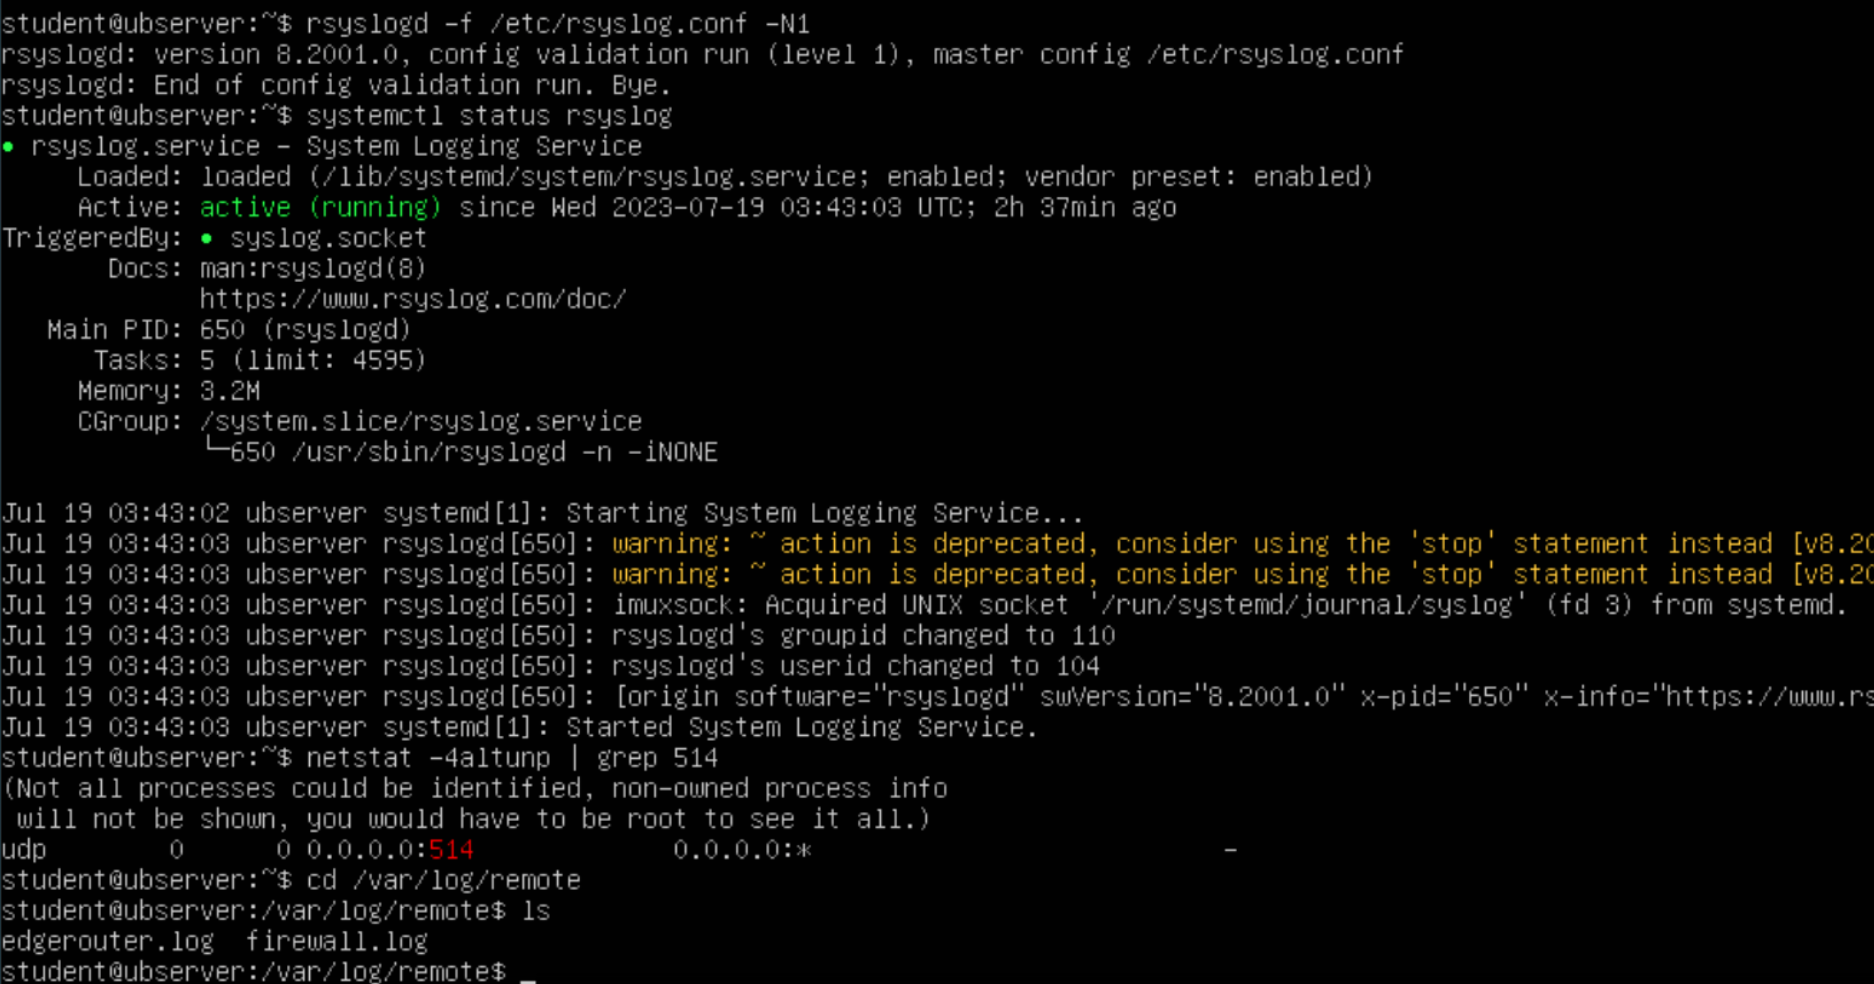 student@ubserver:~$ rsyslogd -f /etc/rsyslog.conf -N1
rsyslogd: version 8.2001.0, config validation run (level 1), master config /etc/rsyslog.conf
rsyslogd: End of config validation run. Bye.
student@ubserver:~$ systemctl status rsyslog
● rsyslog.service - System Logging Service
     Loaded: loaded (/lib/systemd/system/rsyslog.service; enabled; vendor preset: enabled)
     Active: active (running) since Wed 2023-07-19 03:43:03 UTC; 2h 37min ago
TriggeredBy: ● syslog.socket
       Docs: man:rsyslogd(8)
             https://www.rsyslog.com/doc/
   Main PID: 650 (rsyslogd)
      Tasks: 5 (limit: 4595)
     Memory: 3.2M
     CGroup: /system.slice/rsyslog.service
             └─650 /usr/sbin/rsyslogd -n -iNONE
Jul 19 03:43:02 ubserver systemd[1]: Starting System Logging Service...
Jul 19 03:43:03 ubserver rsyslogd[650]: warning: ~ action is deprecated, consider using the 'stop' statement instead [v8.20
Jul 19 03:43:03 ubserver rsyslogd[650]: warning: ~ action is deprecated, consider using the 'stop' statement instead [v8.20
Jul 19 03:43:03 ubserver rsyslogd[650]: imuxsock: Acquired UNIX socket '/run/systemd/journal/syslog' (fd 3) from systemd.
Jul 19 03:43:03 ubserver rsyslogd[650]: rsyslogd's groupid changed to 110
Jul 19 03:43:03 ubserver rsyslogd[650]: rsyslogd's userid changed to 104
Jul 19 03:43:03 ubserver rsyslogd[650]: [origin software="rsyslogd" swVersion="8.2001.0" x-pid="650" x-info="https://www.rs
Jul 19 03:43:03 ubserver systemd[1]: Started System Logging Service.
student@ubserver:~$ netstat -4altunp | grep 514
(Not all processes could be identified, non-owned process info
 will not be shown, you would have to be root to see it all.)
udp        0      0 0.0.0.0:514             0.0.0.0:*                           -
student@ubserver:~$ cd /var/log/remote
student@ubserver:/var/log/remote$ ls
edgerouter.log  firewall.log
student@ubserver:/var/log/remote$ _